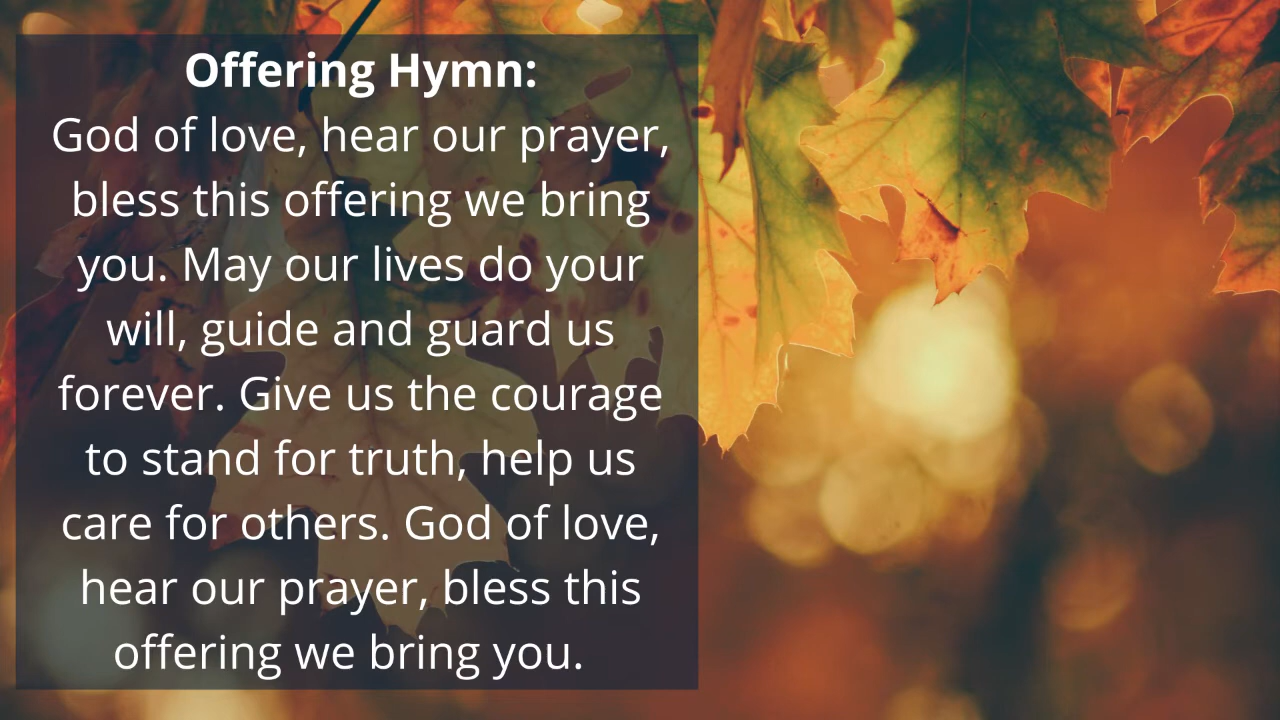 Offering Hymn:
God of love, hear our prayer,
bless this offering we bring
you. May our lives do your
will, guide and guard us
forever. Give us the courage
to stand for truth, help us
care for others. God of love,
hear our prayer, bless this
offering we bring you.